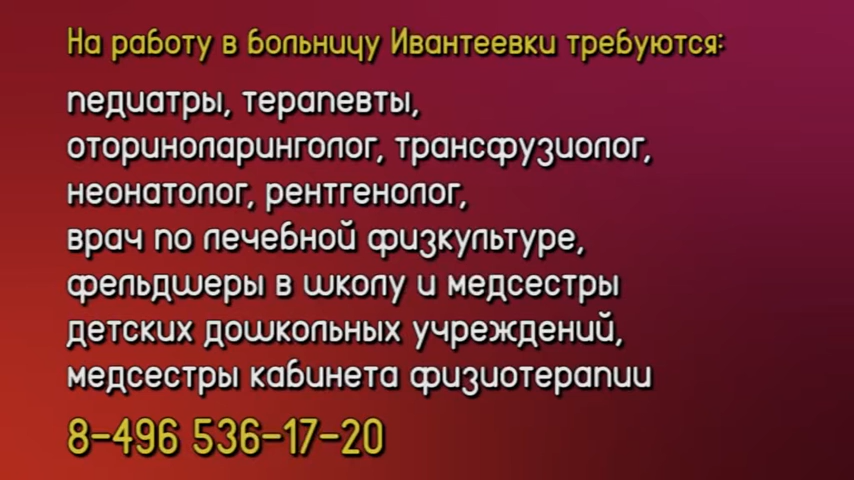 На работу в больницу Ивантеевки требуются:
педиатры, терапевты,
оториноларинголог, трансфузиолог,
неонатолог, рентгенолог,
врач по лечебной физкультуре,
фельдшеры в школу и медсестры
детских дошкольных учреждений,
медсестры кабинета физиотерапии
8-496 536-17-20